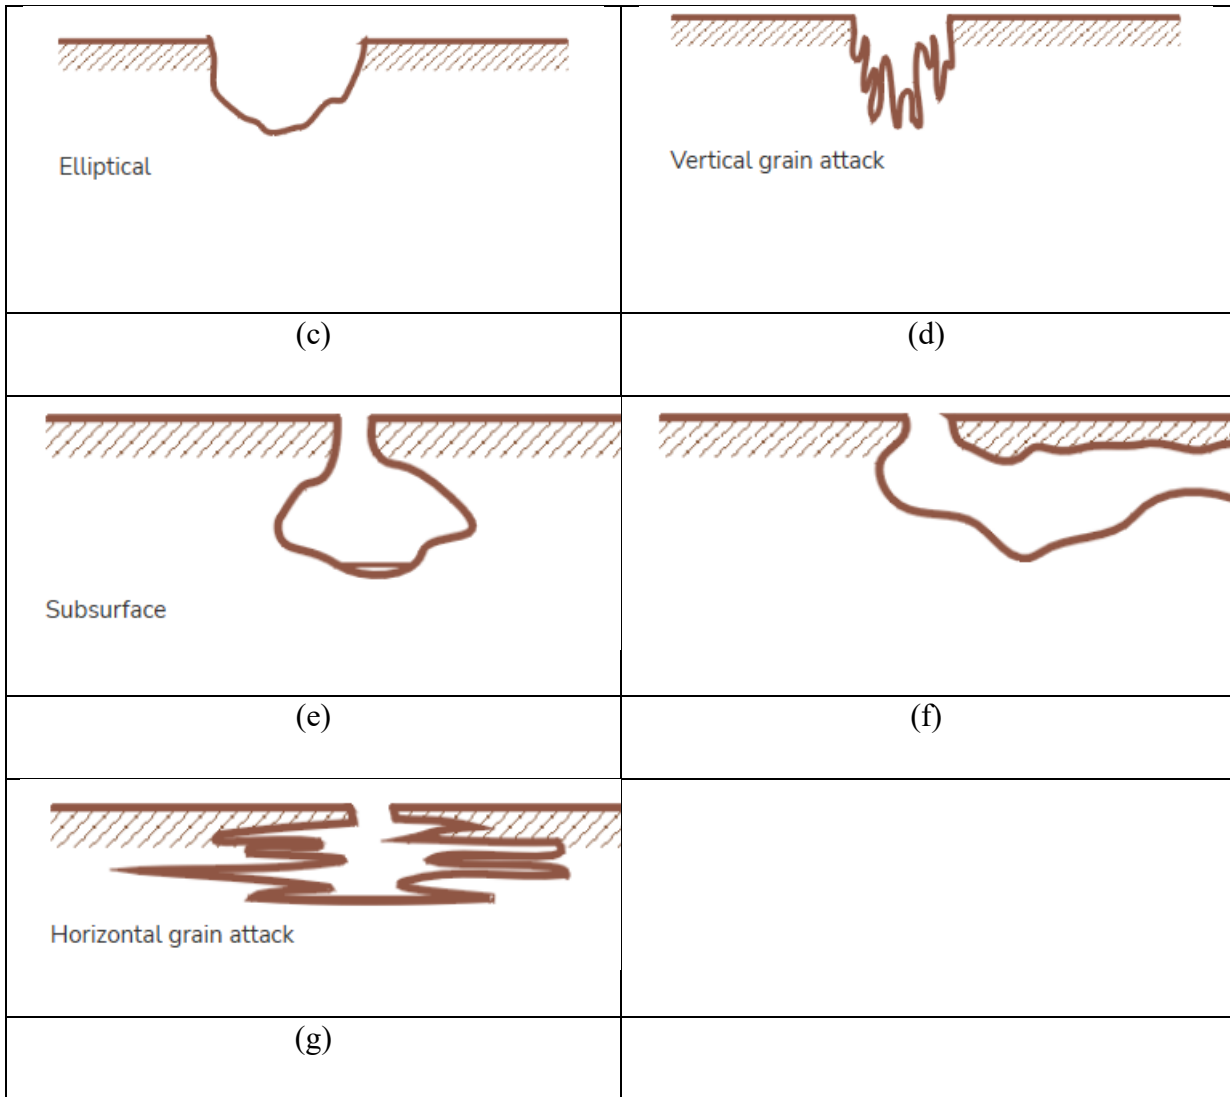 Elliptical
Vertical grain attack
(c)
(d)
Subsurface
(e)
(f)
Horizontal grain attack
(g)